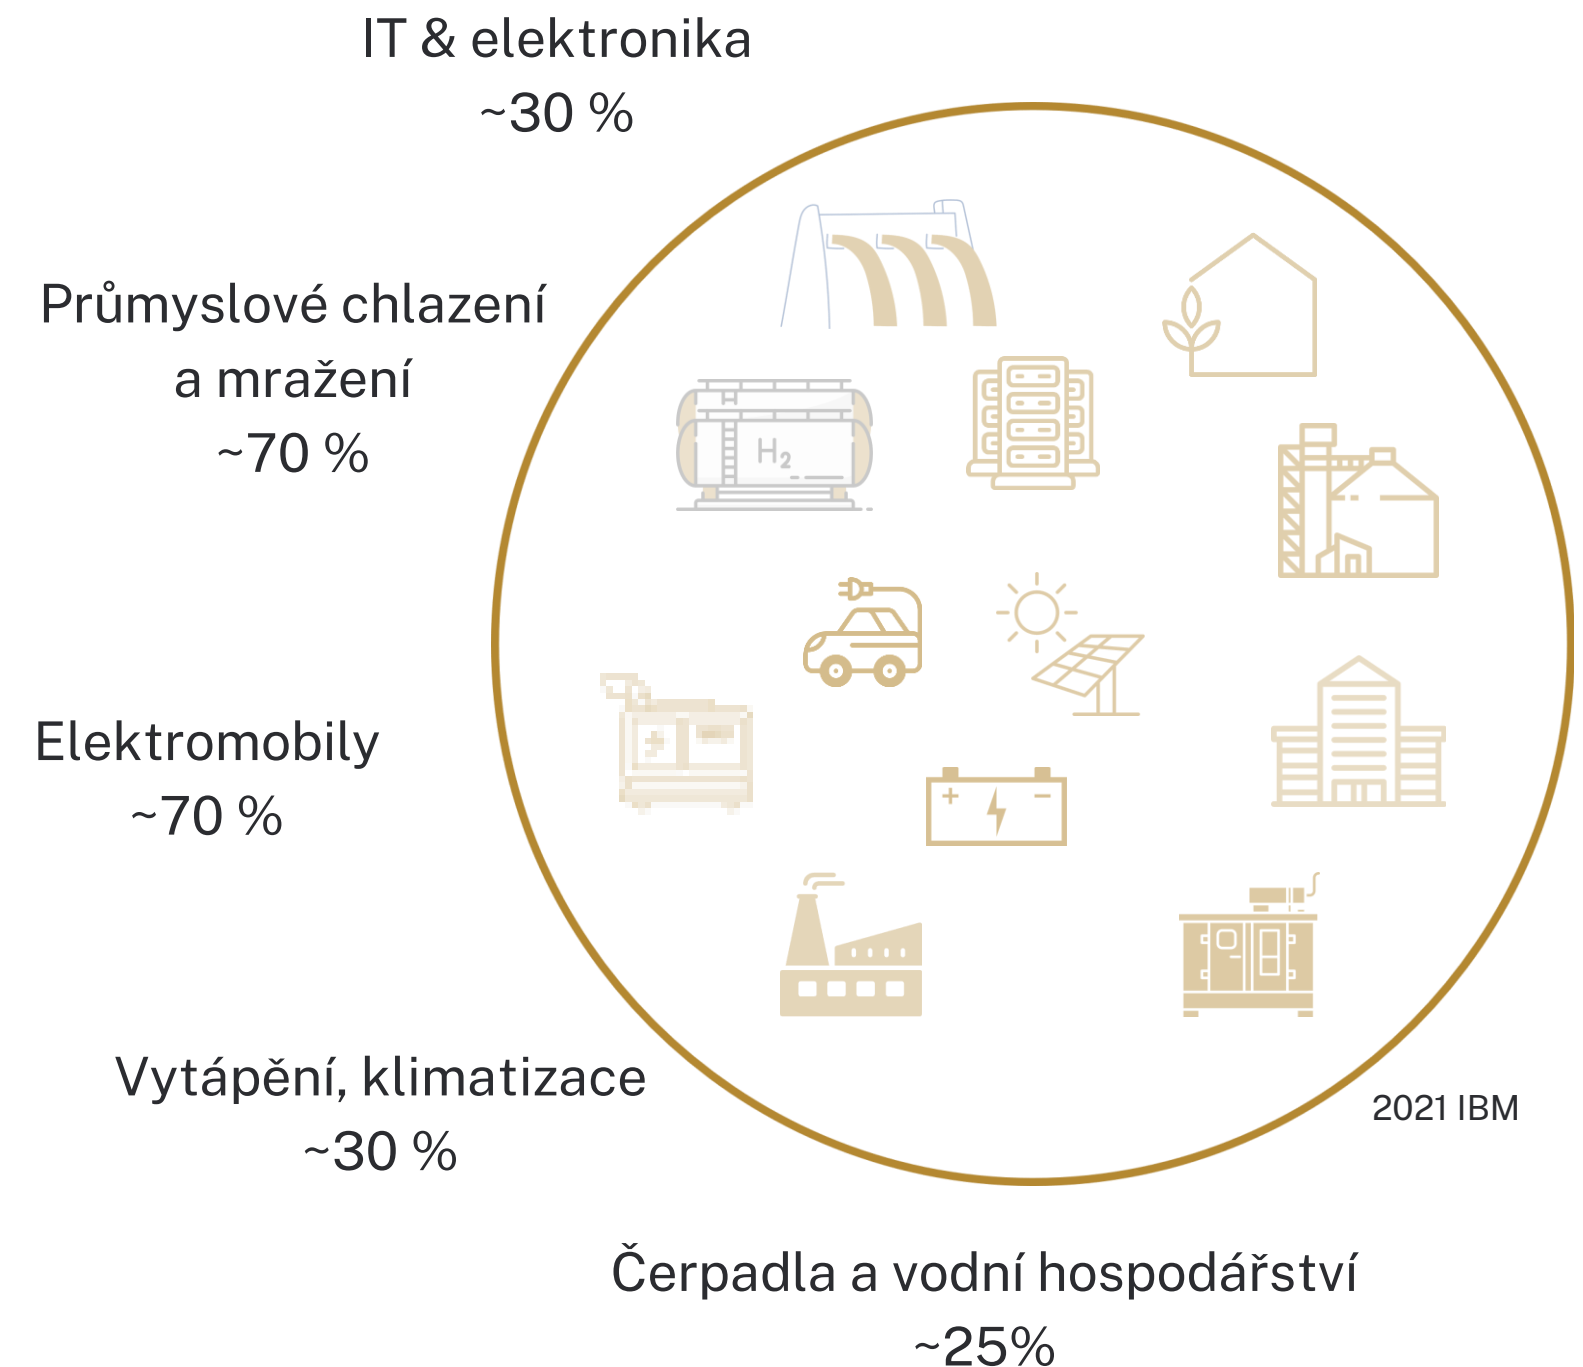 IT & elektronika
~30 %
Průmyslové chlazení
a mražení
~70 %
H2
Elektromobily
~70 %
+ −
Vytápění, klimatizace
~30 %
2021 IBM
Čerpadla a vodní hospodářství
~25%